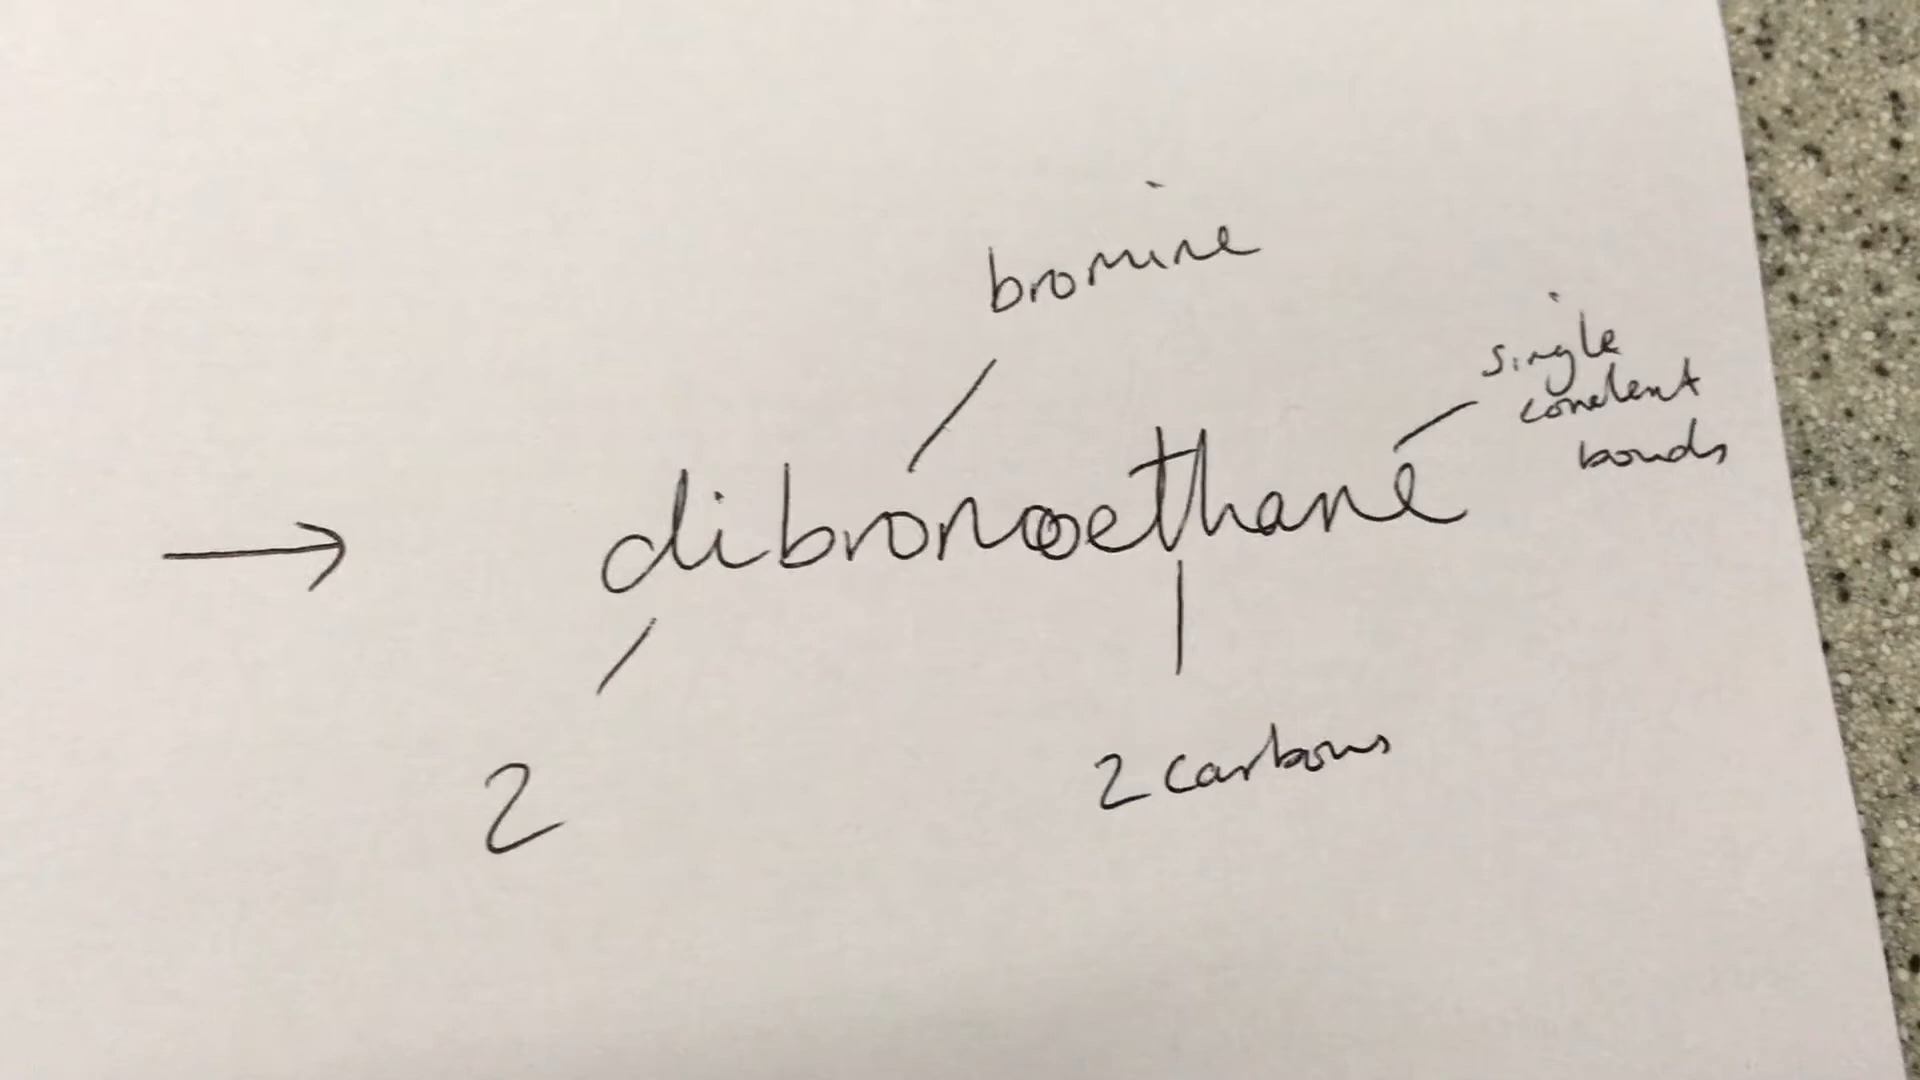 bromine
single
covalent
bonds
→ dibromoethane
2
2 carbons